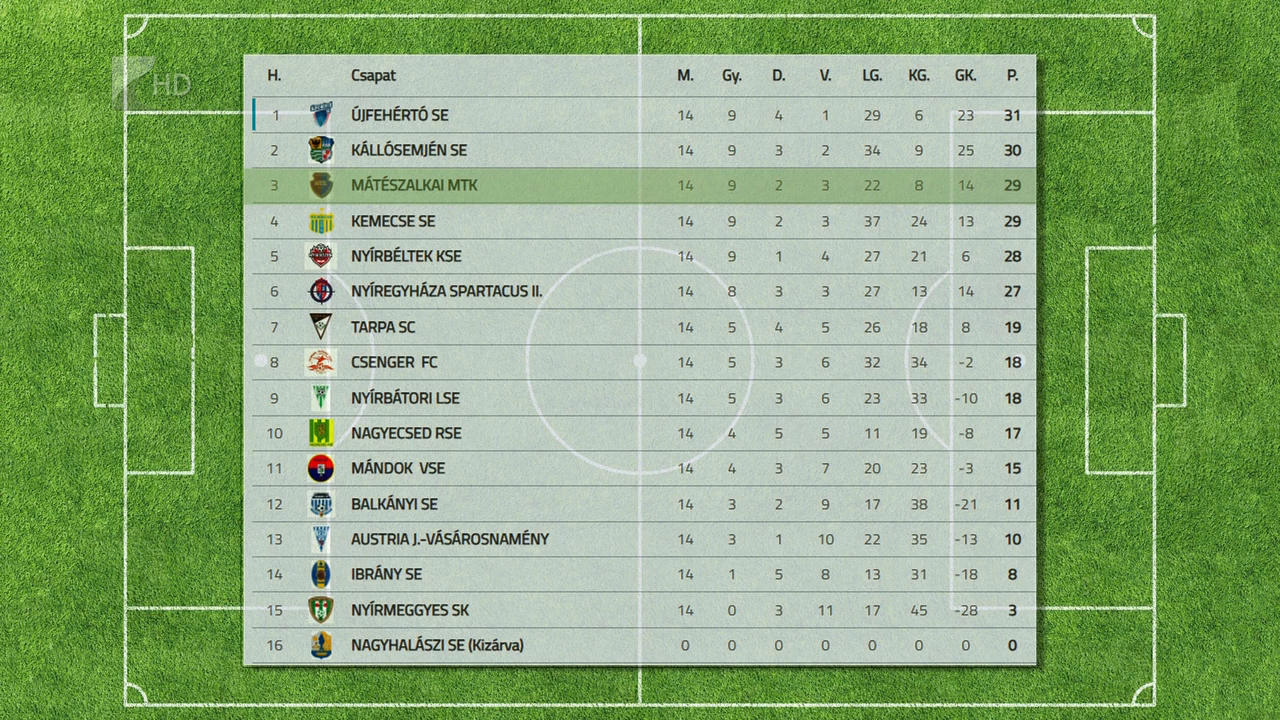 HD
H. Csapat M. Gy. D. V. LG. KG. GK. P.
1 ÚJFEHÉRTÓ SE 14 9 4 1 29 6 23 31
2 KÁLLÓSEMJÉN SE 14 9 3 2 34 9 25 30
3 MÁTÉSZALKAI MTK 14 9 2 3 22 8 14 29
4 KEMECSE SE 14 9 2 3 37 24 13 29
5 NYÍRBÉLTEK KSE 14 9 1 4 27 21 6 28
6 NYÍREGYHÁZA SPARTACUS II. 14 8 3 3 27 13 14 27
7 TARPA SC 14 5 4 5 26 18 8 19
8 CSENGER FC 14 5 3 6 32 34 -2 18
9 NYÍRBÁTORI LSE 14 5 3 6 23 33 -10 18
10 NAGYECSED RSE 14 4 5 5 11 19 -8 17
11 MÁNDOK VSE 14 4 3 7 20 23 -3 15
12 BALKÁNYI SE 14 3 2 9 17 38 -21 11
13 AUSTRIA J.-VÁSÁROSNAMÉNY 14 3 1 10 22 35 -13 10
14 IBRÁNY SE 14 1 5 8 13 31 -18 8
15 NYÍRMEGGYES SK 14 0 3 11 17 45 -28 3
16 NAGYHALÁSZI SE (Kizárva) 0 0 0 0 0 0 0 0